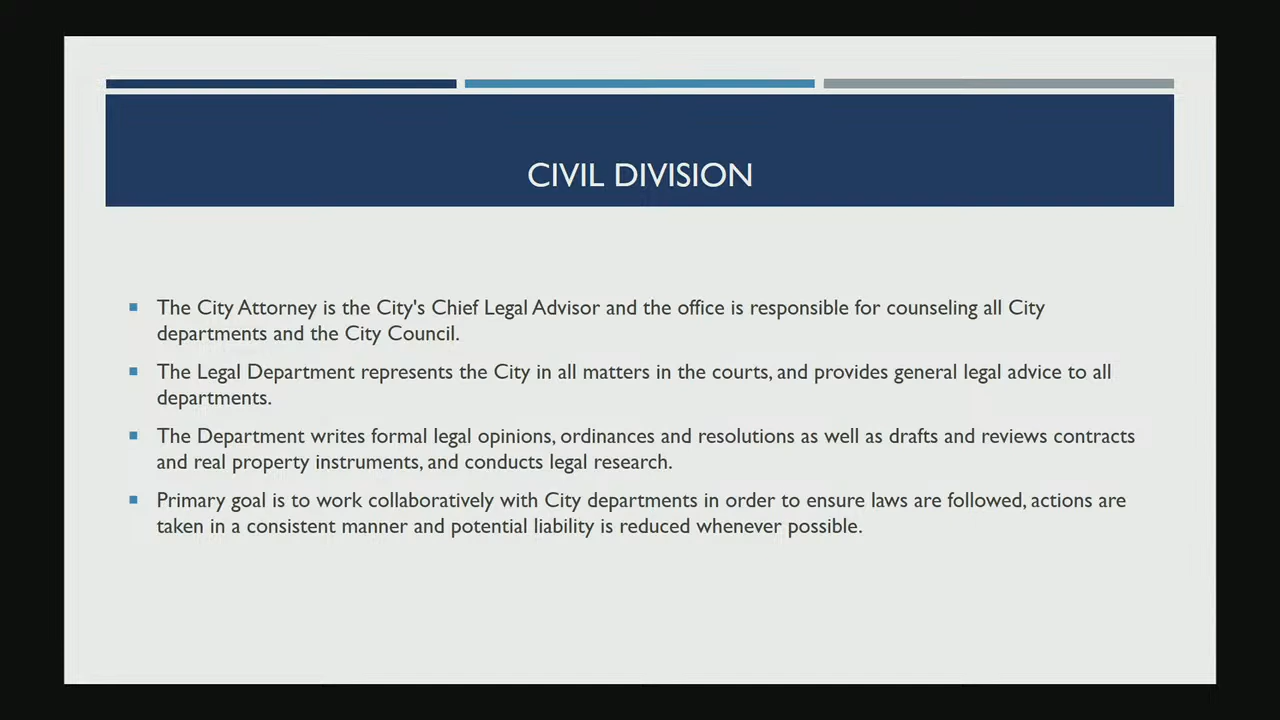 CIVIL DIVISION
The City Attorney is the City's Chief Legal Advisor and the office is responsible for counseling all City
departments and the City Council.
The Legal Department represents the City in all matters in the courts, and provides general legal advice to all
departments.
The Department writes formal legal opinions, ordinances and resolutions as well as drafts and reviews contracts
and real property instruments, and conducts legal research.
Primary goal is to work collaboratively with City departments in order to ensure laws are followed, actions are
taken in a consistent manner and potential liability is reduced whenever possible.